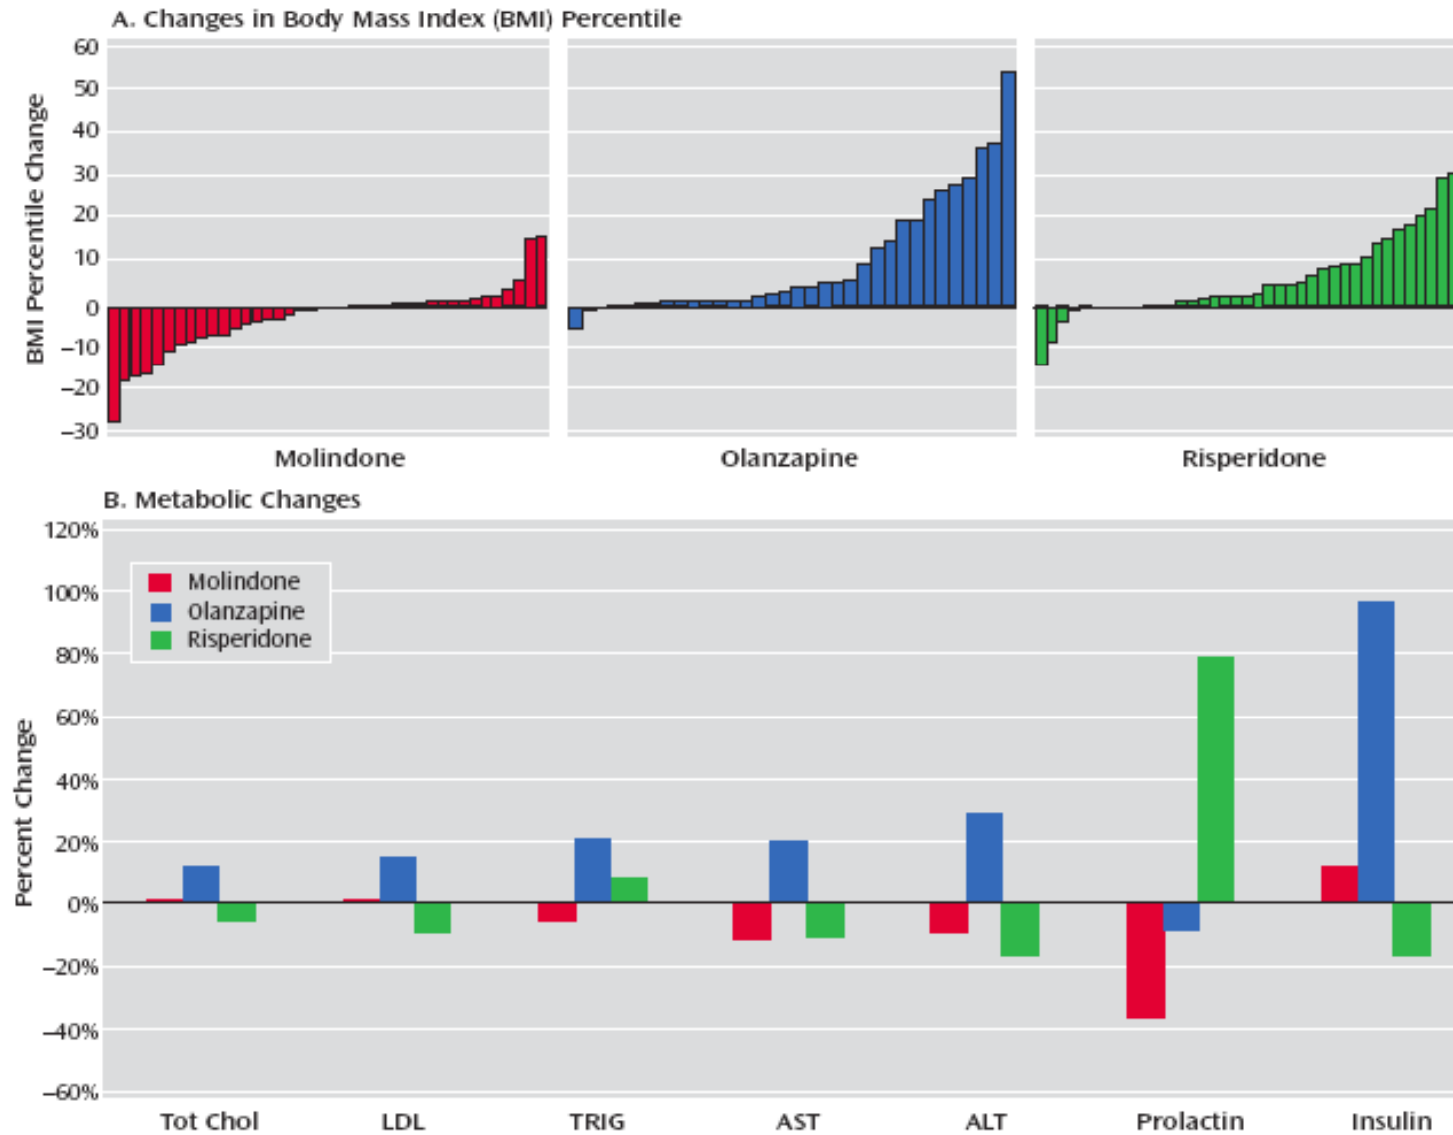 A. Changes in Body Mass Index (BMI) Percentile
BMI Percentile Change
60
50
40
30
20
10
0
–10
–20
–30
Molindone Olanzapine Risperidone
B. Metabolic Changes
Percent Change
120%
100%
80%
60%
40%
20%
0%
–20%
–40%
–60%
Molindone
Olanzapine
Risperidone
Tot Chol LDL TRIG AST ALT Prolactin Insulin